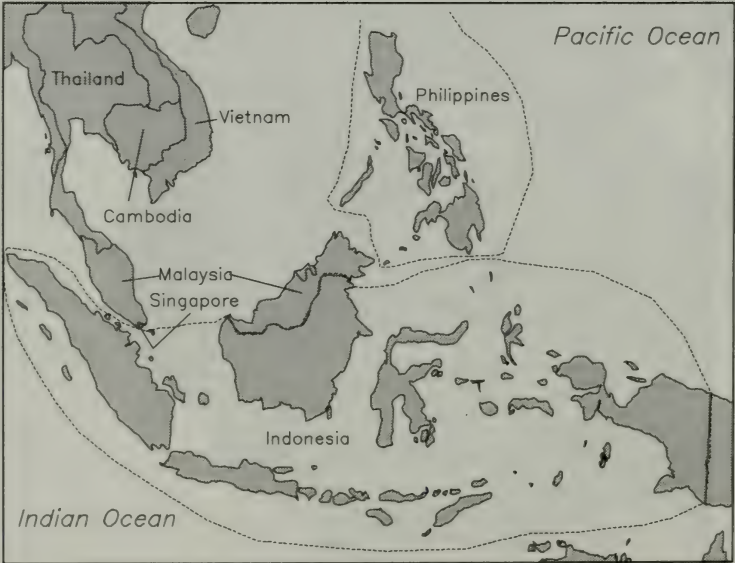 Pacific Ocean
Thailand
Philippines
Vietnam
Cambodia
Malaysia
Singapore
Indonesia
Indian Ocean